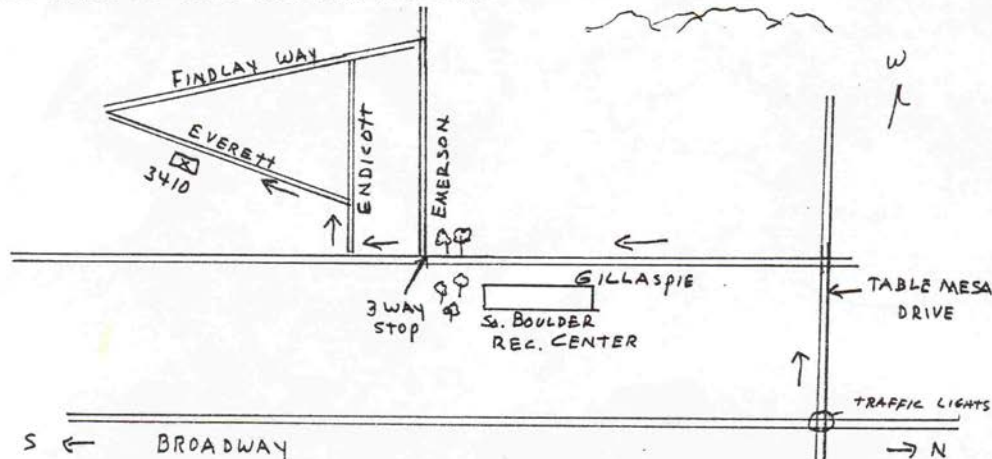 W
FINDLAY WAY
EVERETT
3410
ENDICOTT
EMERSON
GILLASPIE
3 WAY
STOP
SO. BOULDER
REC. CENTER
TABLE MESA
DRIVE
TRAFFIC LIGHTS
S
BROADWAY
N